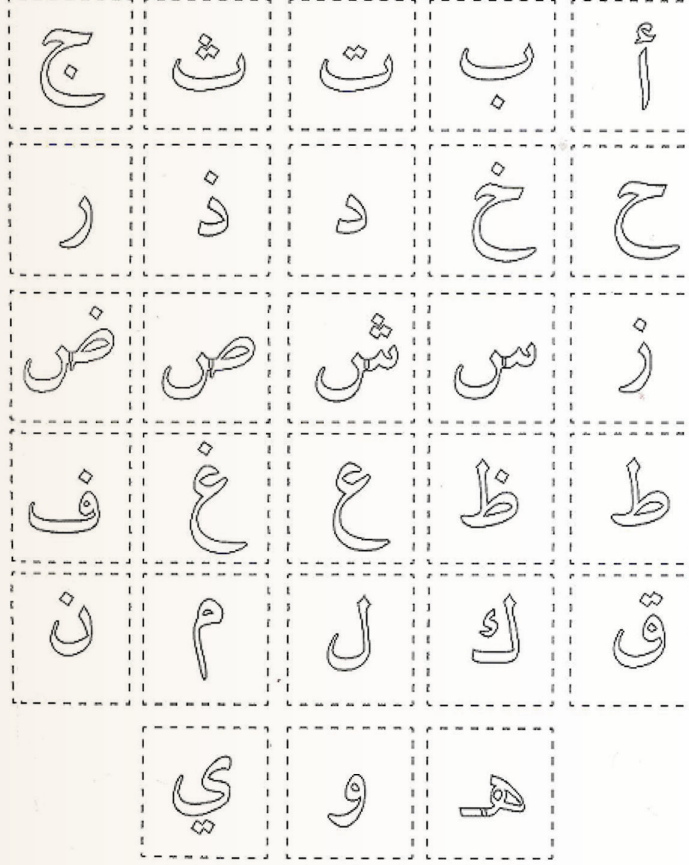 أ ب ت ث ج
ح خ د ذ ر
ز س ش ص ض
ط ظ ع غ ف
ق ك ل م ن
هـ و ي